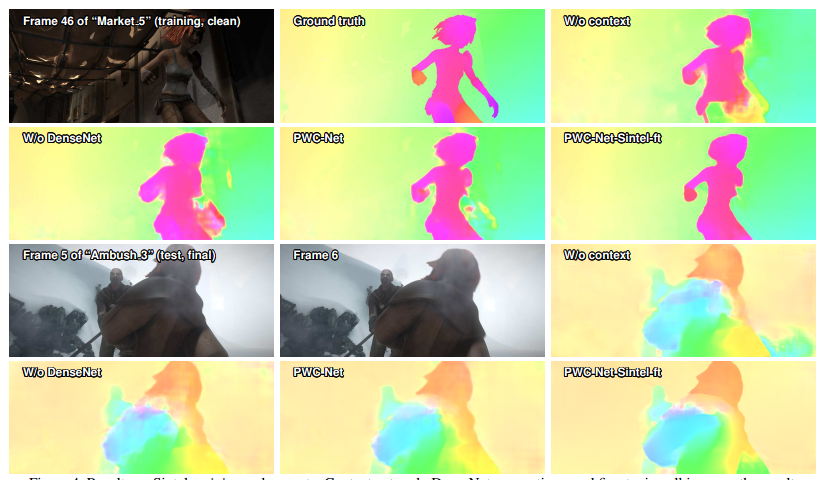 Frame 46 of “Market_5” (training, clean)
Ground truth
W/o context
W/o DenseNet
PWC-Net
PWC-Net-Sintel-ft
Frame 5 of “Ambush_3” (test, final)
Frame 6
W/o context
W/o DenseNet
PWC-Net
PWC-Net-Sintel-ft